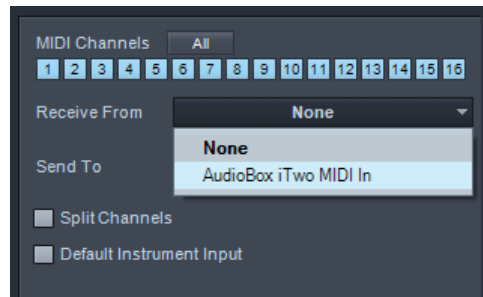 MIDI Channels All
1 2 3 4 5 6 7 8 9 10 11 12 13 14 15 16
Receive From None
None
Send To
AudioBox iTwo MIDI In
Split Channels
Default Instrument Input